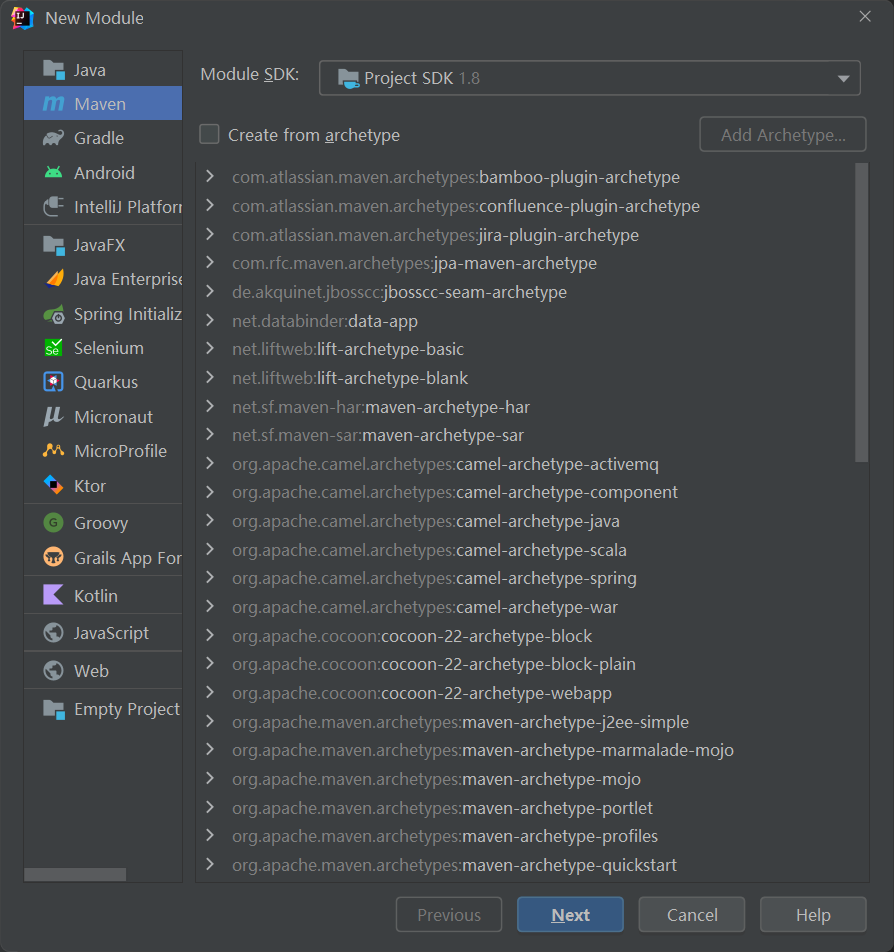 New Module
Java
Maven
Gradle
Android
IntelliJ Platforr
JavaFX
Java Enterprise
Spring Initializ
Selenium
Quarkus
Micronaut
MicroProfile
Ktor
Groovy
Grails App For
Kotlin
JavaScript
Web
Empty Project
Module SDK:
Project SDK 1.8
Create from archetype
Add Archetype...
com.atlassian.maven.archetypes:bamboo-plugin-archetype
com.atlassian.maven.archetypes:confluence-plugin-archetype
com.atlassian.maven.archetypes:jira-plugin-archetype
com.rfc.maven.archetypes:jpa-maven-archetype
de.akquinet.jbosscc:jbosscc-seam-archetype
net.databinder:data-app
net.liftweb:lift-archetype-basic
net.liftweb:lift-archetype-blank
net.sf.maven-har:maven-archetype-har
net.sf.maven-sar:maven-archetype-sar
org.apache.camel.archetypes:camel-archetype-activemq
org.apache.camel.archetypes:camel-archetype-component
org.apache.camel.archetypes:camel-archetype-java
org.apache.camel.archetypes:camel-archetype-scala
org.apache.camel.archetypes:camel-archetype-spring
org.apache.camel.archetypes:camel-archetype-war
org.apache.cocoon:cocoon-22-archetype-block
org.apache.cocoon:cocoon-22-archetype-block-plain
org.apache.cocoon:cocoon-22-archetype-webapp
org.apache.maven.archetypes:maven-archetype-j2ee-simple
org.apache.maven.archetypes:maven-archetype-marmalade-mojo
org.apache.maven.archetypes:maven-archetype-mojo
org.apache.maven.archetypes:maven-archetype-portlet
org.apache.maven.archetypes:maven-archetype-profiles
org.apache.maven.archetypes:maven-archetype-quickstart
Previous
Next
Cancel
Help